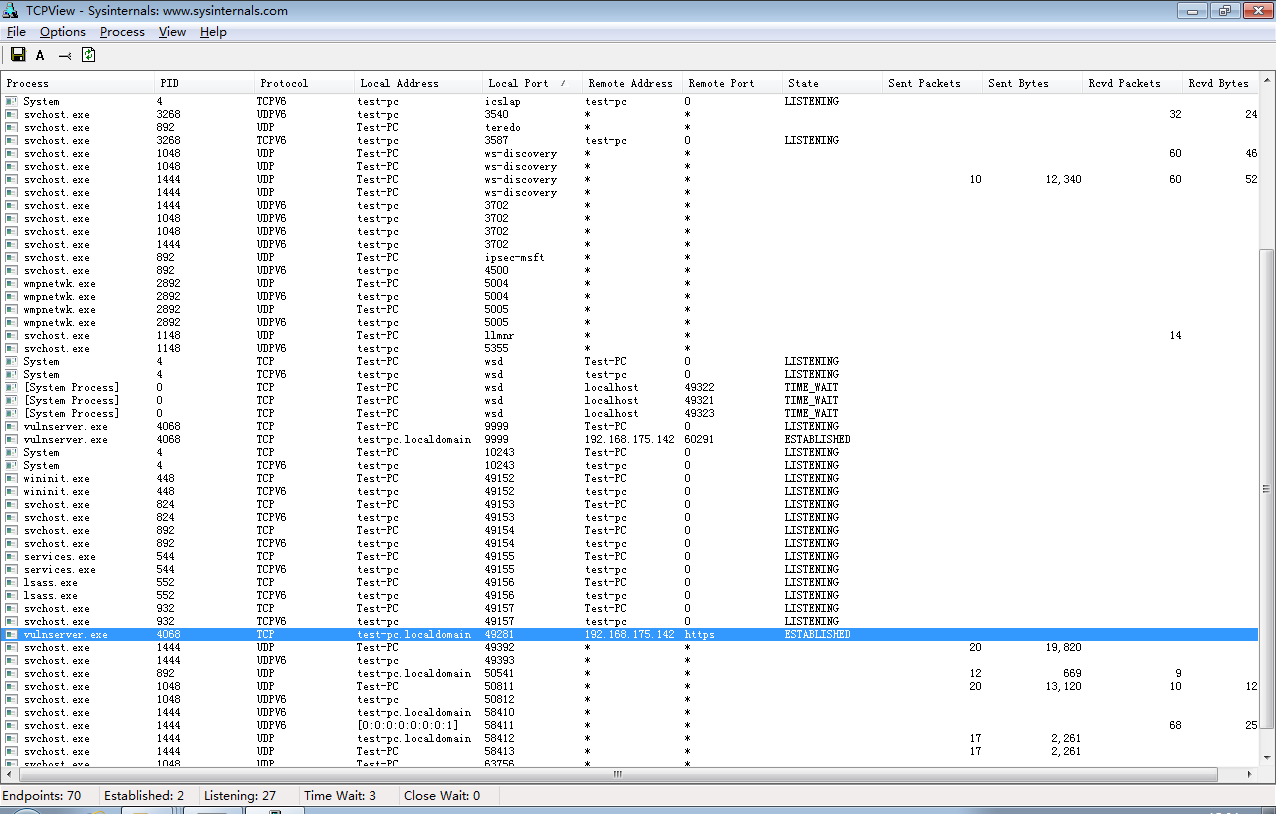 TCPView - Sysinternals: www.sysinternals.com
File Options Process View Help
A
Process PID Protocol Local Address Local Port / Remote Address Remote Port State Sent Packets Sent Bytes Rcvd Packets Rcvd Bytes
System 4 TCPV6 test-pc icslap test-pc 0 LISTENING
svchost.exe 3268 UDPV6 test-pc 3540 * * 32 24
svchost.exe 892 UDP Test-PC teredo * *
svchost.exe 3268 TCPV6 test-pc 3587 test-pc 0 LISTENING
svchost.exe 1048 UDP Test-PC ws-discovery * * 60 46
svchost.exe 1048 UDP Test-PC ws-discovery * *
svchost.exe 1444 UDP Test-PC ws-discovery * * 10 12,340 60 52
svchost.exe 1444 UDP Test-PC ws-discovery * *
svchost.exe 1444 UDPV6 test-pc 3702 * *
svchost.exe 1048 UDPV6 test-pc 3702 * *
svchost.exe 1048 UDPV6 test-pc 3702 * *
svchost.exe 1444 UDPV6 test-pc 3702 * *
svchost.exe 892 UDP Test-PC ipsec-msft * *
svchost.exe 892 UDPV6 test-pc 4500 * *
wmpnetwk.exe 2892 UDP Test-PC 5004 * *
wmpnetwk.exe 2892 UDPV6 test-pc 5004 * *
wmpnetwk.exe 2892 UDP Test-PC 5005 * *
wmpnetwk.exe 2892 UDPV6 test-pc 5005 * *
svchost.exe 1148 UDP Test-PC llmnr * * 14
svchost.exe 1148 UDPV6 test-pc 5355 * *
System 4 TCP Test-PC wsd Test-PC 0 LISTENING
System 4 TCPV6 test-pc wsd test-pc 0 LISTENING
[System Process] 0 TCP Test-PC wsd localhost 49322 TIME_WAIT
[System Process] 0 TCP Test-PC wsd localhost 49321 TIME_WAIT
[System Process] 0 TCP Test-PC wsd localhost 49323 TIME_WAIT
vulnserver.exe 4068 TCP Test-PC 9999 Test-PC 0 LISTENING
vulnserver.exe 4068 TCP test-pc.localdomain 9999 192.168.175.142 60291 ESTABLISHED
System 4 TCP Test-PC 10243 Test-PC 0 LISTENING
System 4 TCPV6 test-pc 10243 test-pc 0 LISTENING
wininit.exe 448 TCP Test-PC 49152 Test-PC 0 LISTENING
wininit.exe 448 TCPV6 test-pc 49152 test-pc 0 LISTENING
svchost.exe 824 TCP Test-PC 49153 Test-PC 0 LISTENING
svchost.exe 824 TCPV6 test-pc 49153 test-pc 0 LISTENING
svchost.exe 892 TCP Test-PC 49154 Test-PC 0 LISTENING
svchost.exe 892 TCPV6 test-pc 49154 test-pc 0 LISTENING
services.exe 544 TCP Test-PC 49155 Test-PC 0 LISTENING
services.exe 544 TCPV6 test-pc 49155 test-pc 0 LISTENING
lsass.exe 552 TCP Test-PC 49156 Test-PC 0 LISTENING
lsass.exe 552 TCPV6 test-pc 49156 test-pc 0 LISTENING
svchost.exe 932 TCP Test-PC 49157 Test-PC 0 LISTENING
svchost.exe 932 TCPV6 test-pc 49157 test-pc 0 LISTENING
vulnserver.exe 4068 TCP test-pc.localdomain 49281 192.168.175.142 https ESTABLISHED
svchost.exe 1444 UDP Test-PC 49392 * * 20 19,820
svchost.exe 1444 UDPV6 test-pc 49393 * *
svchost.exe 892 UDP test-pc.localdomain 50541 * * 12 669 9
svchost.exe 1048 UDP Test-PC 50811 * * 20 13,120 10 12
svchost.exe 1048 UDPV6 test-pc 50812 * *
svchost.exe 1444 UDPV6 test-pc.localdomain 58410 * *
svchost.exe 1444 UDPV6 [0:0:0:0:0:0:0:1] 58411 * * 68 25
svchost.exe 1444 UDP test-pc.localdomain 58412 * * 17 2,261
svchost.exe 1444 UDP Test-PC 58413 * * 17 2,261
svchost.exe 1048 UDP Test-PC 63756 * *
Endpoints: 70 Established: 2 Listening: 27 Time Wait: 3 Close Wait: 0